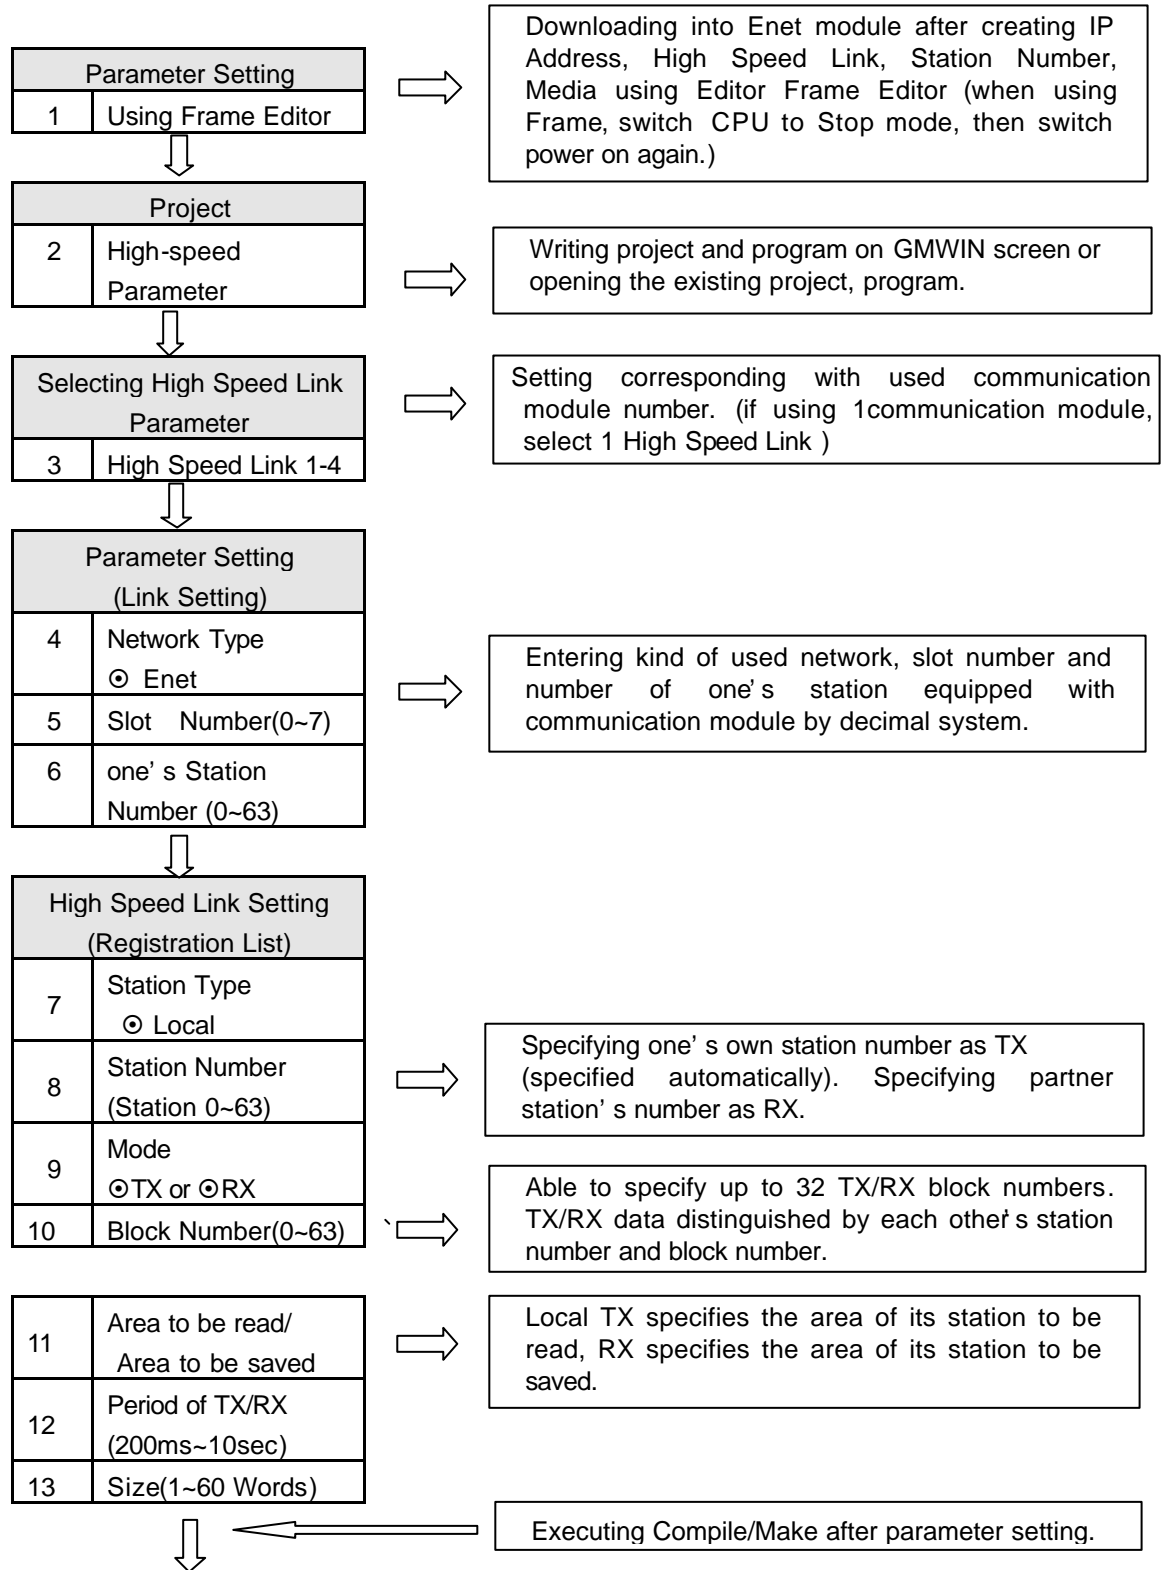 Downloading into Enet module after creating IP
Address, High Speed Link, Station Number,
Media using Editor Frame Editor (when using
Frame, switch CPU to Stop mode, then switch
power on again.)
Parameter Setting
1 Using Frame Editor
Project
2 High-speed
Parameter
Writing project and program on GMWIN screen or
opening the existing project, program.
Selecting High Speed Link
Parameter
3 High Speed Link 1-4
Setting corresponding with used communication
module number. (if using 1communication module,
select 1 High Speed Link )
Parameter Setting
(Link Setting)
4 Network Type
⊙ Enet
5 Slot Number(0~7)
6 one’ s Station
Number (0~63)
Entering kind of used network, slot number and
number of one’ s station equipped with
communication module by decimal system.
High Speed Link Setting
(Registration List)
7 Station Type
⊙ Local
8 Station Number
(Station 0~63)
9 Mode
⊙TX or ⊙RX
10 Block Number(0~63) `
Specifying one’ s own station number as TX
(specified automatically). Specifying partner
station’ s number as RX.
Able to specify up to 32 TX/RX block numbers.
TX/RX data distinguished by each other’s station
number and block number.
11 Area to be read/
Area to be saved
12 Period of TX/RX
(200ms~10sec)
13 Size(1~60 Words)
Local TX specifies the area of its station to be
read, RX specifies the area of its station to be
saved.
Executing Compile/Make after parameter setting.